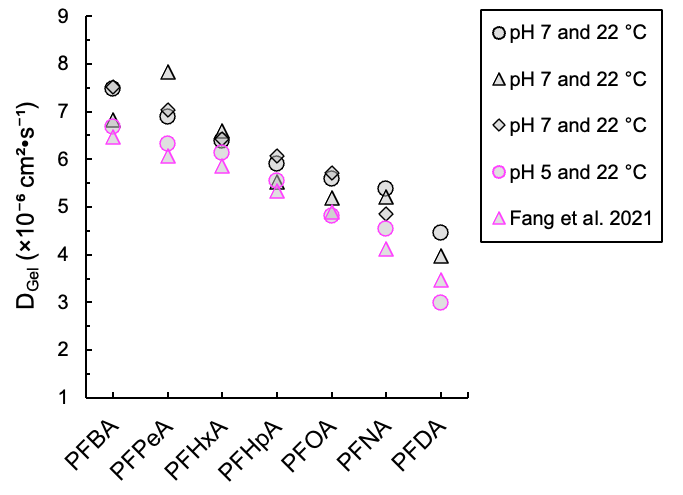 9
8
7
6
5
4
3
2
1
D_Gel (×10⁻⁶ cm²•s⁻¹)
PFBA
PFPeA
PFHxA
PFHpA
PFOA
PFNA
PFDA
pH 7 and 22 °C
pH 7 and 22 °C
pH 7 and 22 °C
pH 5 and 22 °C
Fang et al. 2021